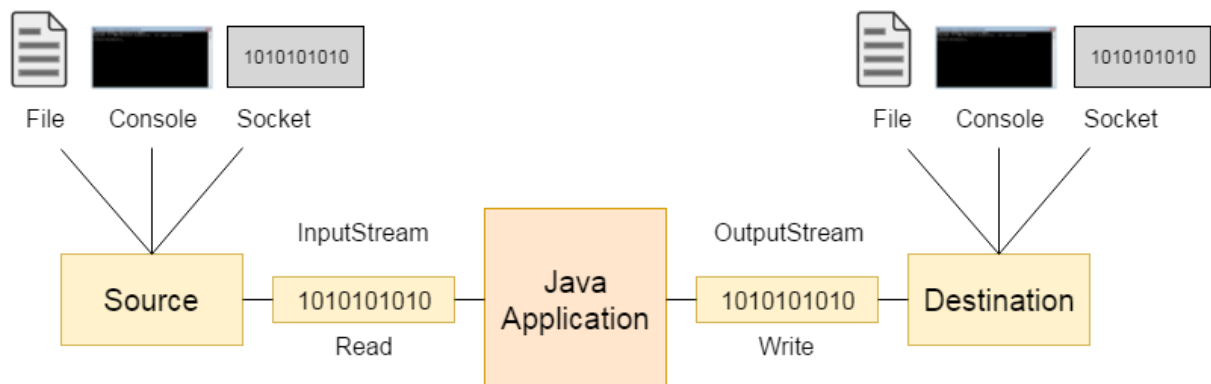 1010101010
1010101010
File Console Socket
File Console Socket
InputStream
OutputStream
Source
1010101010
Java
Application
1010101010
Destination
Read
Write